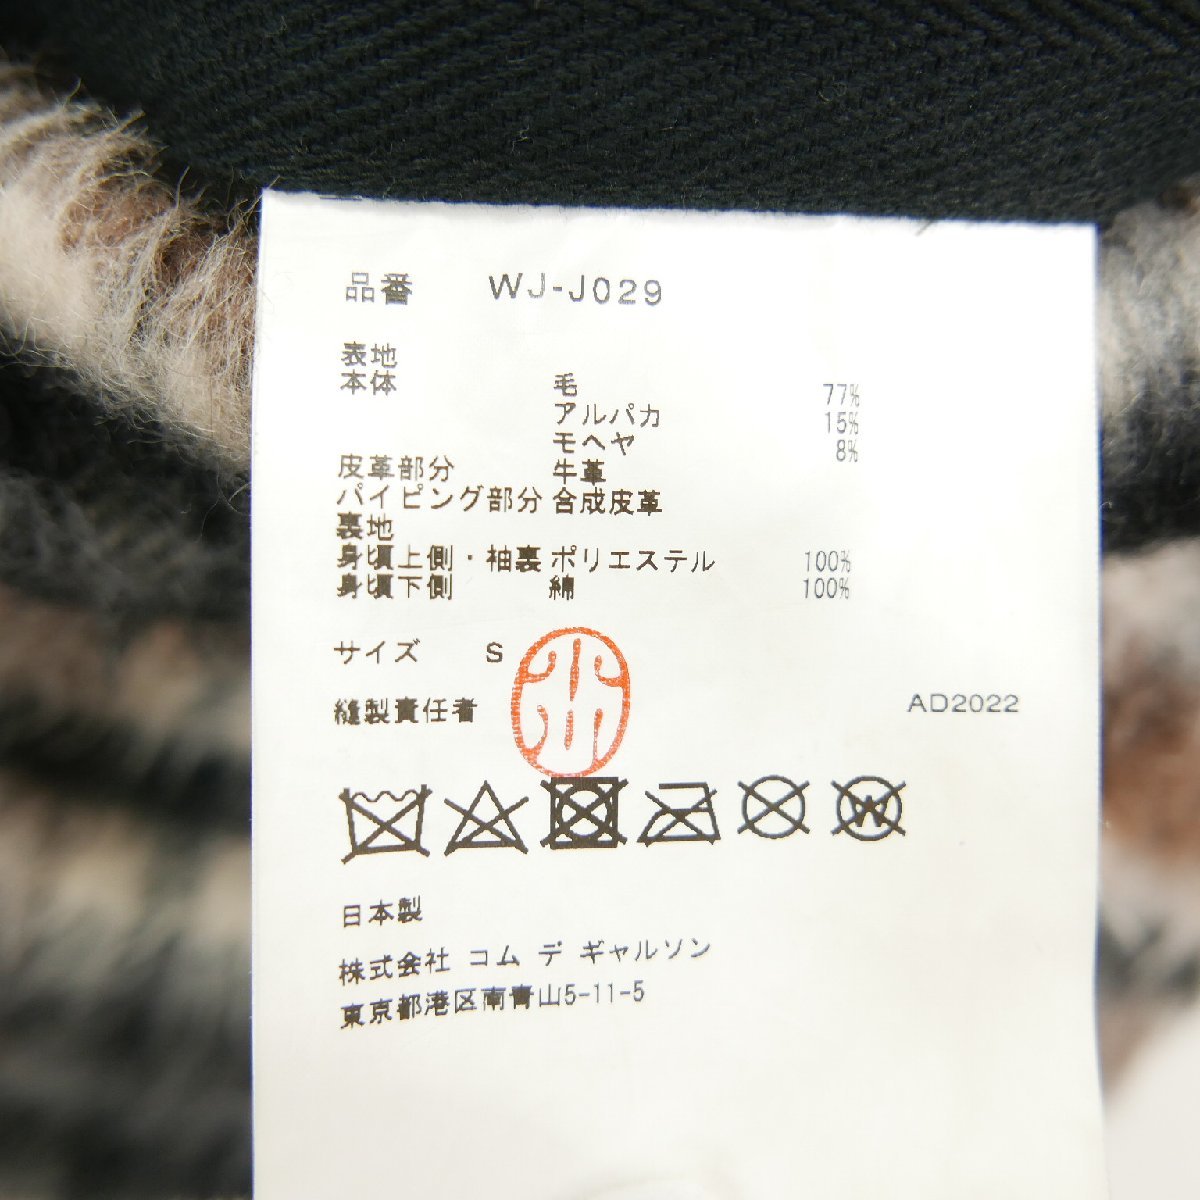 品番 WJ-J029
表地
本体 毛 77%
アルパカ 15%
モヘヤ 8%
皮革部分 牛革
パイピング部分 合成皮革
裏地
身頃上側・袖裏 ポリエステル 100%
身頃下側 綿 100%
サイズ S
縫製責任者
AD2022
W
日本製
株式会社 コム デ ギャルソン
東京都港区南青山5-11-5